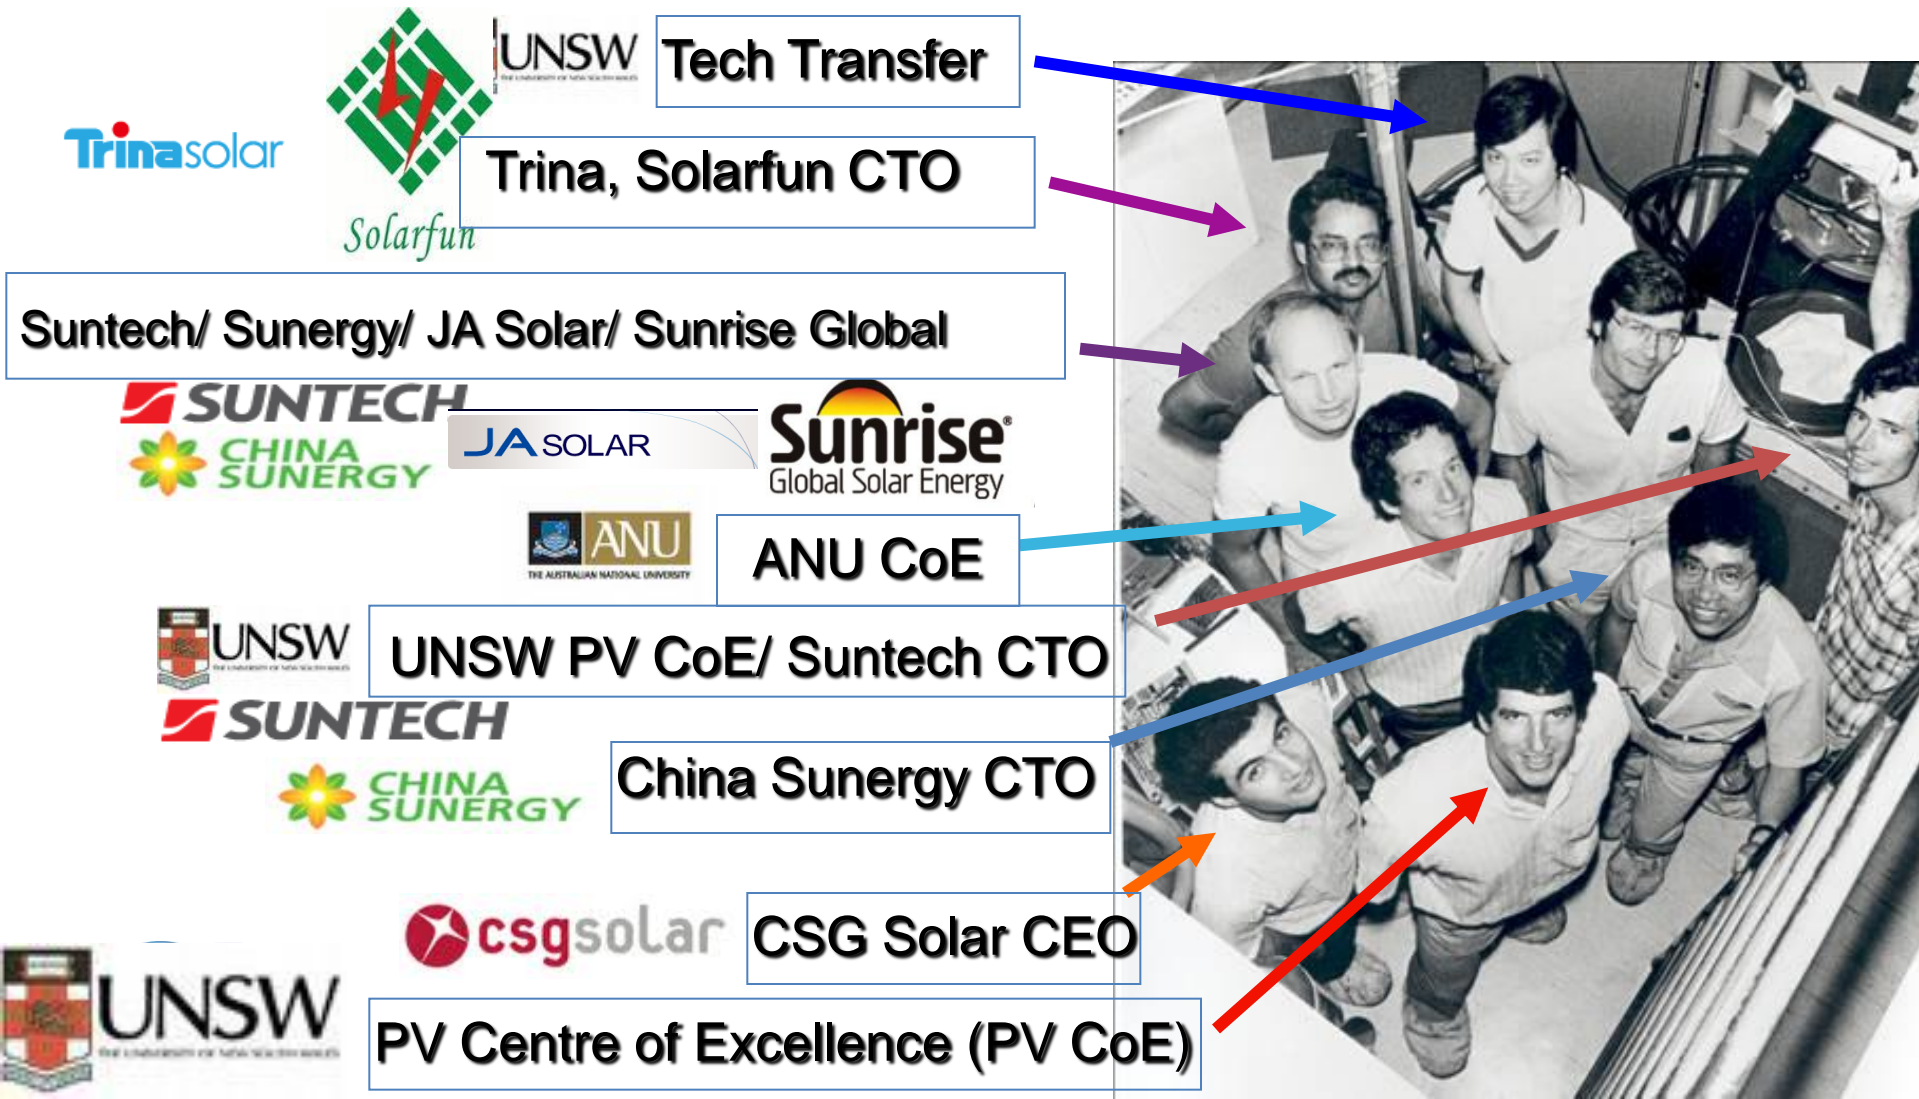 UNSW
Tech Transfer
Trinasolar
Trina, Solarfun CTO
Solarfun
Suntech/ Sunergy/ JA Solar/ Sunrise Global
SUNTECH
CHINA
SUNERGY
JA SOLAR
Sunrise®
Global Solar Energy
ANU
THE AUSTRALIAN NATIONAL UNIVERSITY
ANU CoE
UNSW
UNSW PV CoE/ Suntech CTO
SUNTECH
CHINA
SUNERGY
China Sunergy CTO
csgsolar
CSG Solar CEO
UNSW
PV Centre of Excellence (PV CoE)